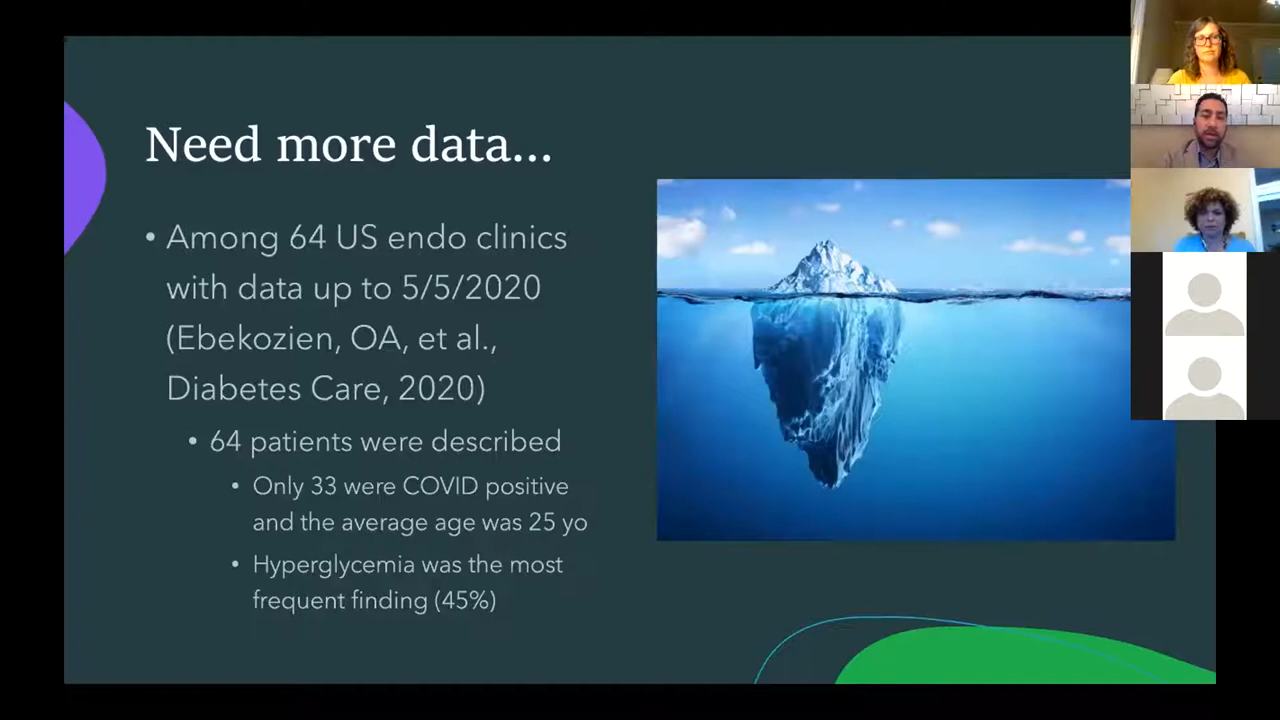 Need more data...
• Among 64 US endo clinics
with data up to 5/5/2020
(Ebekozien, OA, et al.,
Diabetes Care, 2020)
• 64 patients were described
• Only 33 were COVID positive
and the average age was 25 yo
• Hyperglycemia was the most
frequent finding (45%)